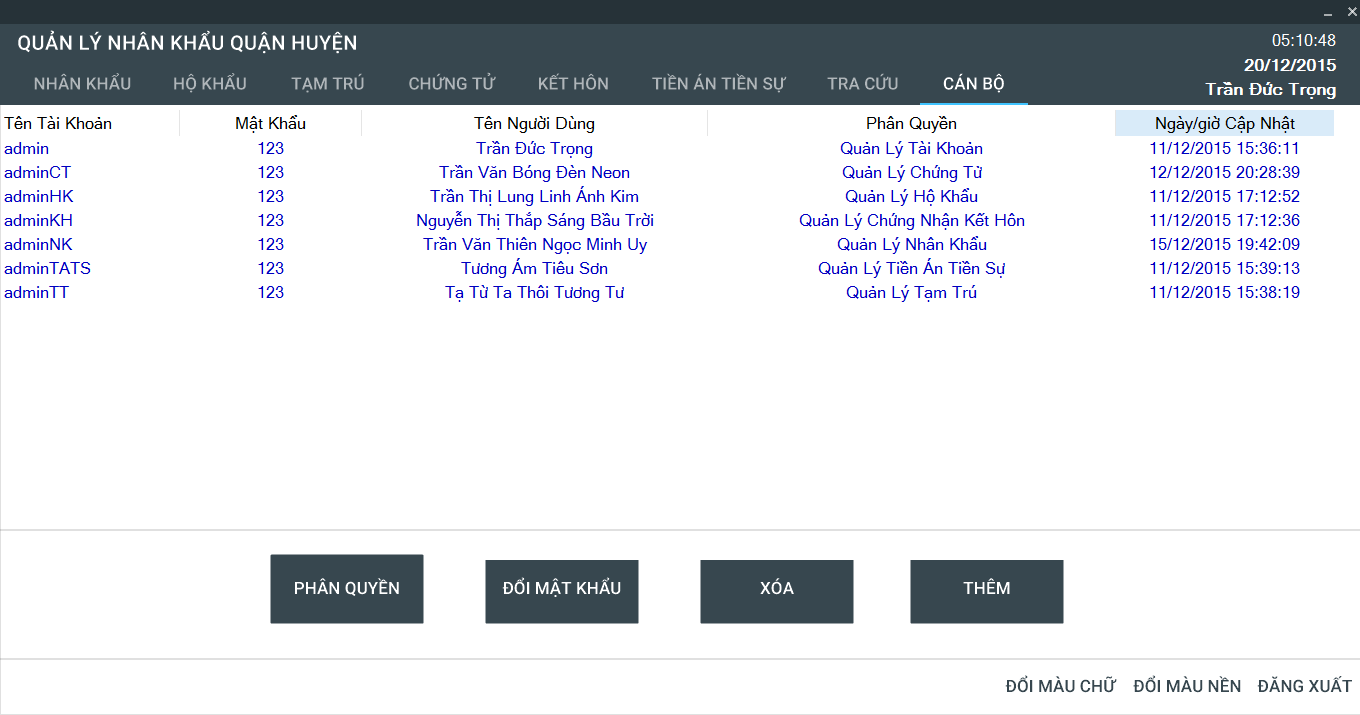 QUẢN LÝ NHÂN KHẨU QUẬN HUYỆN
05:10:48
20/12/2015
Trần Đức Trọng
NHÂN KHẨU HỘ KHẨU TẠM TRÚ CHỨNG TỬ KẾT HÔN TIỀN ÁN TIỀN SỰ TRA CỨU CÁN BỘ
Tên Tài Khoản Mật Khẩu Tên Người Dùng Phân Quyền Ngày/giờ Cập Nhật
admin 123 Trần Đức Trọng Quản Lý Tài Khoản 11/12/2015 15:36:11
adminCT 123 Trần Văn Bóng Đèn Neon Quản Lý Chứng Tử 12/12/2015 20:28:39
adminHK 123 Trần Thị Lung Linh Ánh Kim Quản Lý Hộ Khẩu 11/12/2015 17:12:52
adminKH 123 Nguyễn Thị Thắp Sáng Bầu Trời Quản Lý Chứng Nhận Kết Hôn 11/12/2015 17:12:36
adminNK 123 Trần Văn Thiên Ngọc Minh Uy Quản Lý Nhân Khẩu 15/12/2015 19:42:09
adminTATS 123 Tương Ám Tiêu Sơn Quản Lý Tiền Án Tiền Sự 11/12/2015 15:39:13
adminTT 123 Tạ Từ Ta Thôi Tương Tư Quản Lý Tạm Trú 11/12/2015 15:38:19
PHÂN QUYỀN ĐỔI MẬT KHẨU XÓA THÊM
ĐỔI MÀU CHỮ ĐỔI MÀU NỀN ĐĂNG XUẤT